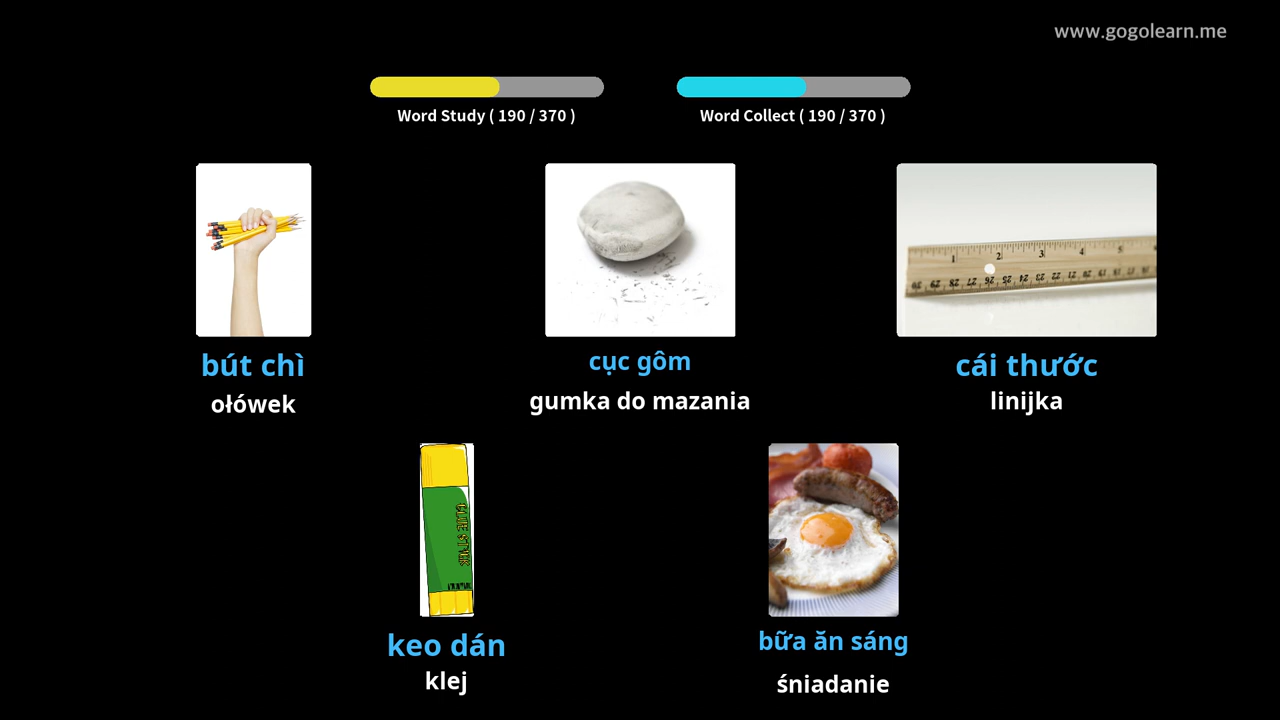 www.gogolearn.me
Word Study ( 190 / 370 )
Word Collect ( 190 / 370 )
bút chì
ołówek
cục gôm
gumka do mazania
cái thước
linijka
keo dán
klej
bữa ăn sáng
śniadanie